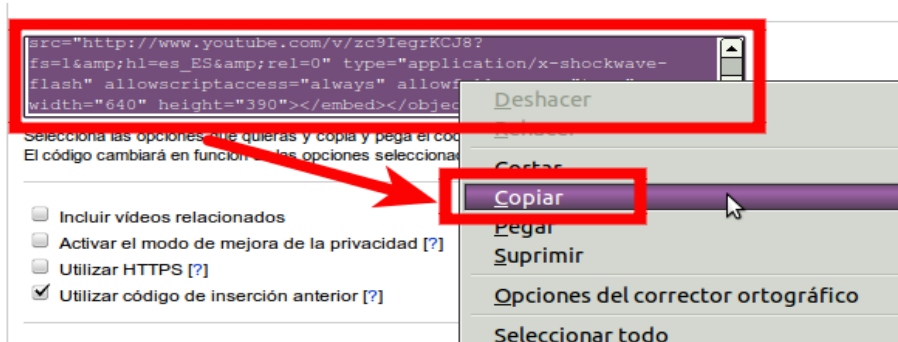 src="http://www.youtube.com/v/zc9IegrKCJ8?
fs=1&amp;hl=es_ES&amp;rel=0" type="application/x-shockwave-
flash" allowscriptaccess="always"
width="640" height="390"></embed></objec
Selecciona las opciones que quieras y copia y pega el cód
El código cambiará en función de las opciones seleccionad
Incluir vídeos relacionados
Activar el modo de mejora de la privacidad [?]
Utilizar HTTPS [?]
Utilizar código de inserción anterior [?]
Deshacer
Rehacer
Cortar
Copiar
Pegar
Suprimir
Opciones del corrector ortográfico
Seleccionar todo